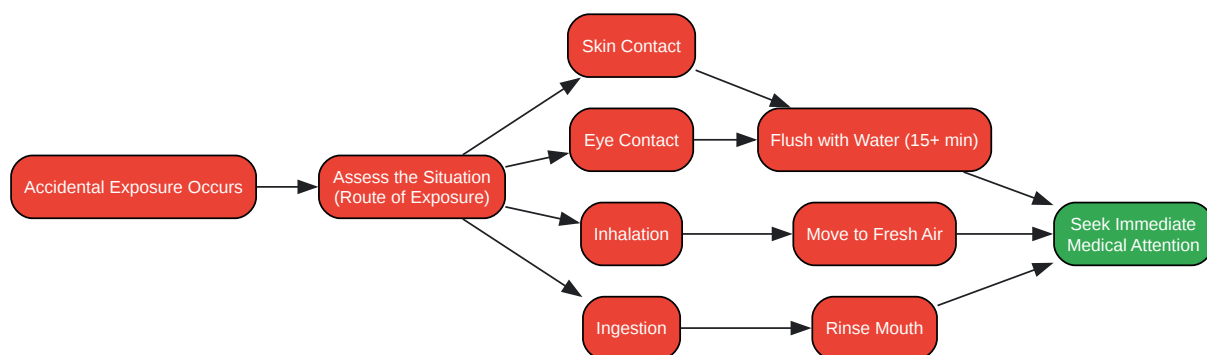 Accidental Exposure Occurs
Assess the Situation
(Route of Exposure)
Skin Contact
Eye Contact
Inhalation
Ingestion
Flush with Water (15+ min)
Move to Fresh Air
Rinse Mouth
Seek Immediate
Medical Attention